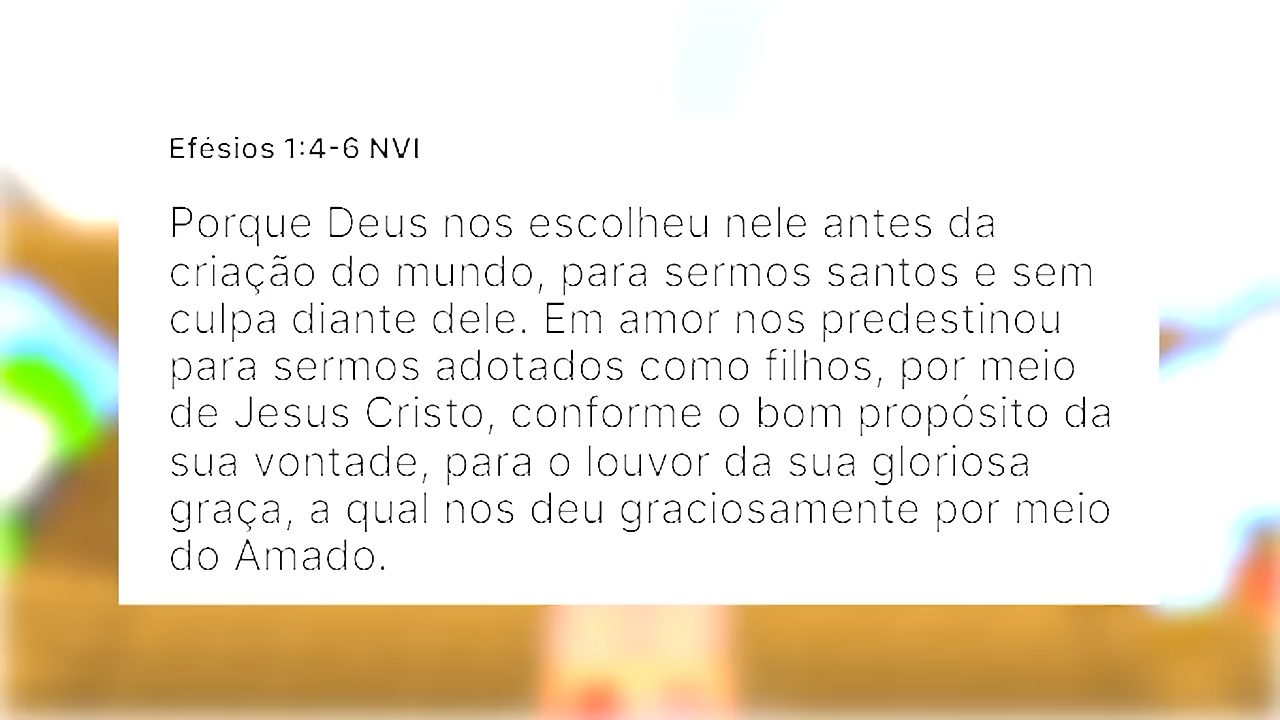 Efésios 1:4-6 NVI
Porque Deus nos escolheu nele antes da
criação do mundo, para sermos santos e sem
culpa diante dele. Em amor nos predestinou
para sermos adotados como filhos, por meio
de Jesus Cristo, conforme o bom propósito da
sua vontade, para o louvor da sua gloriosa
graça, a qual nos deu graciosamente por meio
do Amado.